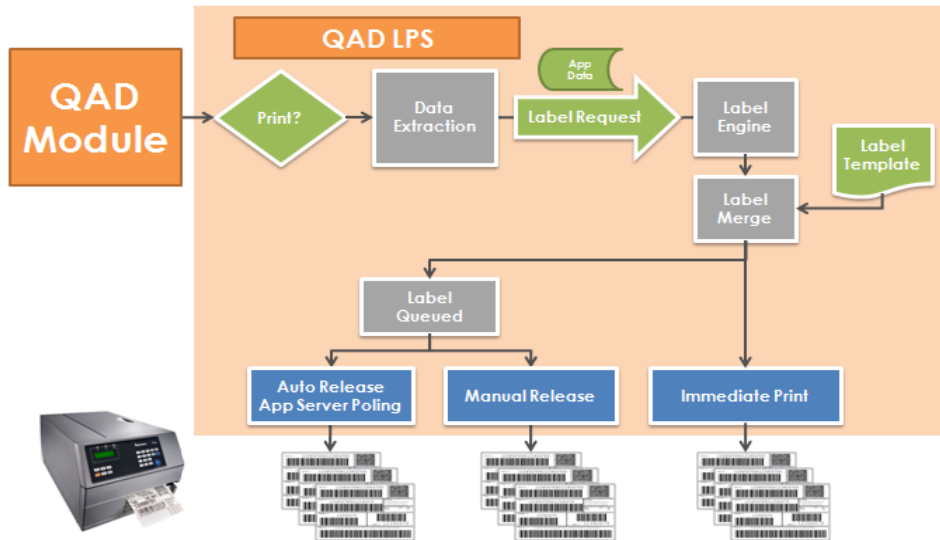 QAD LPS
QAD
Module
Print?
Data
Extraction
App
Data
Label Request
Label
Engine
Label
Template
Label
Merge
Label
Queued
Auto Release
App Server Poling
Manual Release
Immediate Print